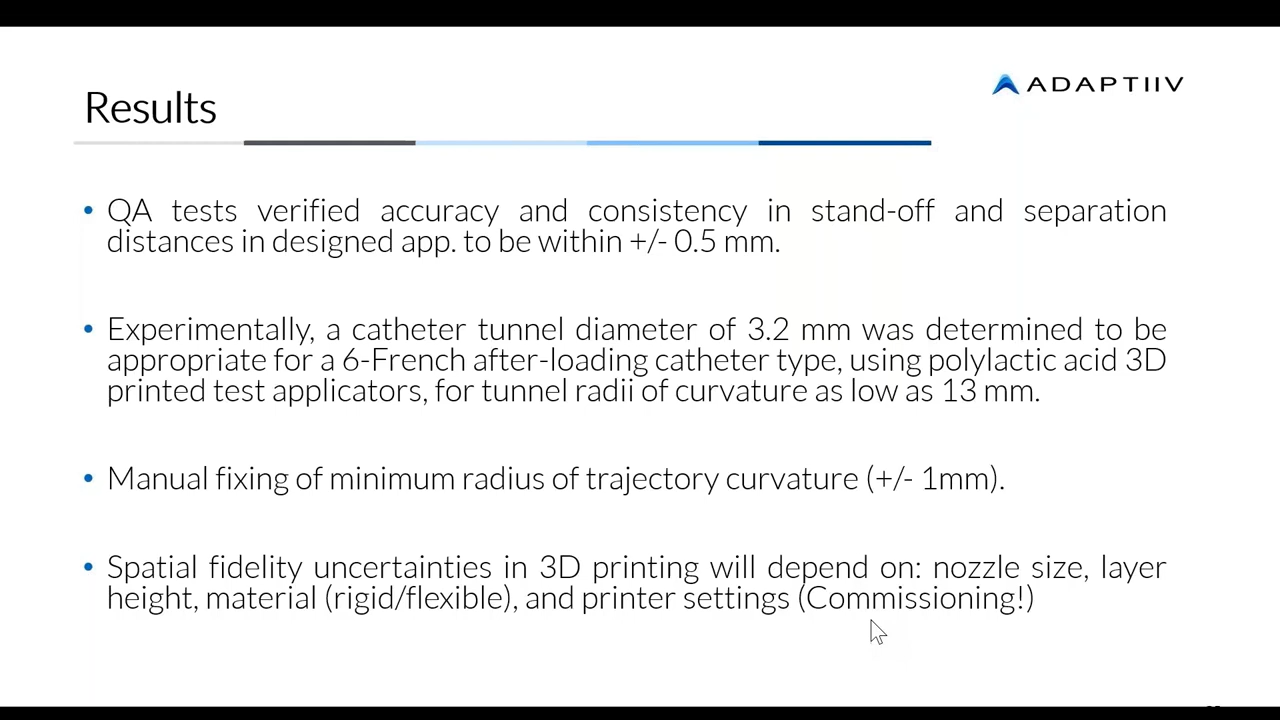 ADAPTIIV
Results
• QA tests verified accuracy and consistency in stand-off and separation
distances in designed app. to be within +/- 0.5 mm.
• Experimentally, a catheter tunnel diameter of 3.2 mm was determined to be
appropriate for a 6-French after-loading catheter type, using polylactic acid 3D
printed test applicators, for tunnel radii of curvature as low as 13 mm.
• Manual fixing of minimum radius of trajectory curvature (+/- 1mm).
• Spatial fidelity uncertainties in 3D printing will depend on: nozzle size, layer
height, material (rigid/flexible), and printer settings (Commissioning!)